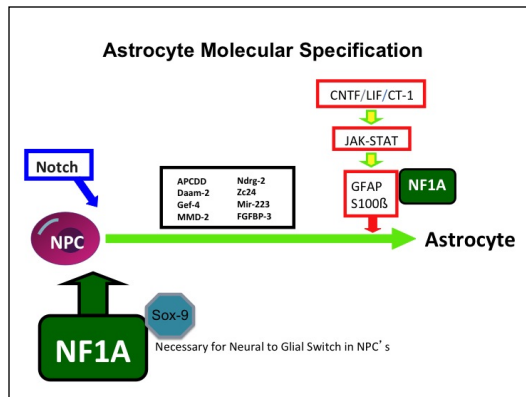 Astrocyte Molecular Specification
CNTF/LIF/CT-1
JAK-STAT
Notch
APCDD Ndrg-2
Daam-2 Zc24
Gef-4 Mir-223
MMD-2 FGFBP-3
GFAP
S100ß
NF1A
NPC
Astrocyte
Sox-9
NF1A
Necessary for Neural to Glial Switch in NPC’s